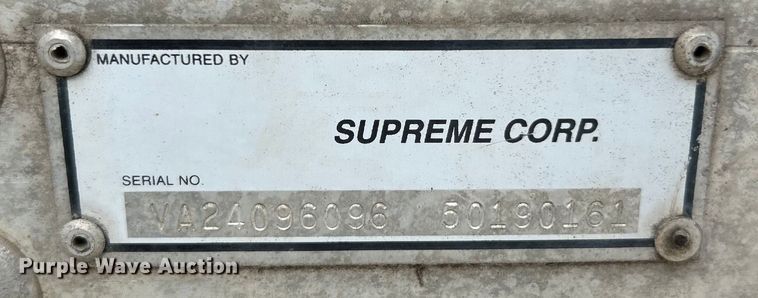 MANUFACTURED BY
SUPREME CORP.
SERIAL NO.
VA24096096 50190161
Purple Wave Auction